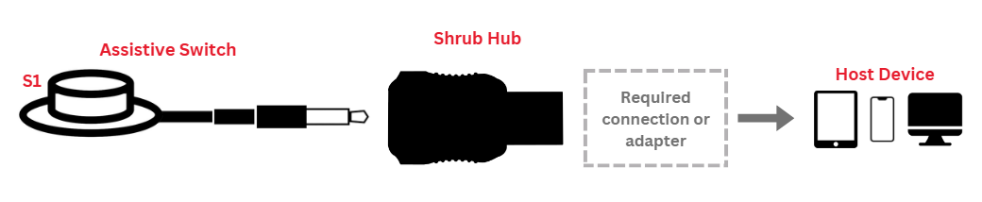 Assistive Switch
S1
Shrub Hub
Required
connection or
adapter
Host Device